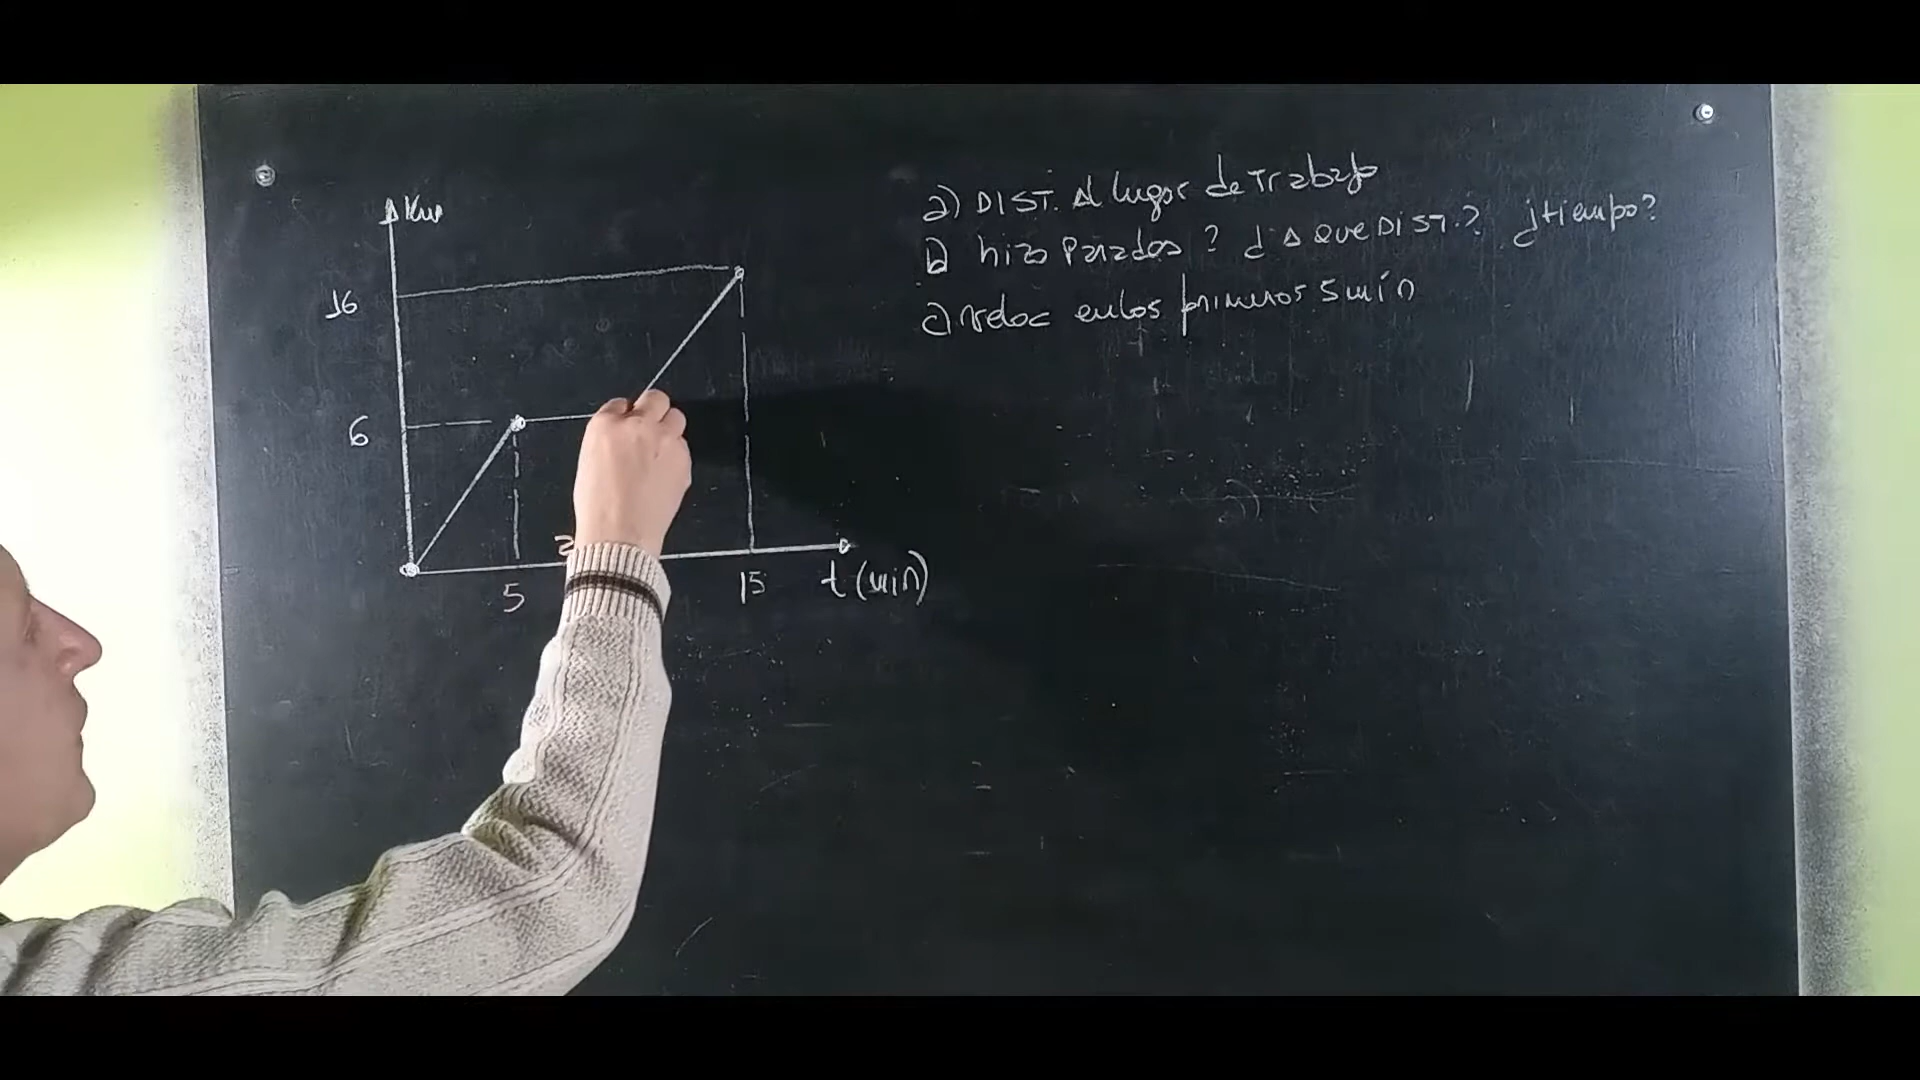 Km
16
6
5
15 t (min)
a) DIST. Al lugar de Trabajo
b) hizo Paradas ? ¿ A QUE DIST.? ¿tiempo?
c) veloc en los primeros 5 min